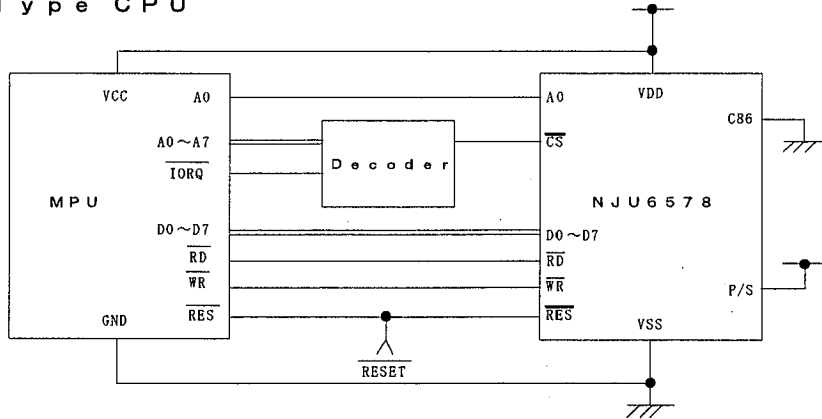 Type CPU
VCC
A0
A0~A7
IORQ
MPU
D0~D7
RD
WR
GND
RES
RESET
Decoder
A0
VDD
C86
CS
NJU6578
D0~D7
RD
WR
P/S
RES
VSS